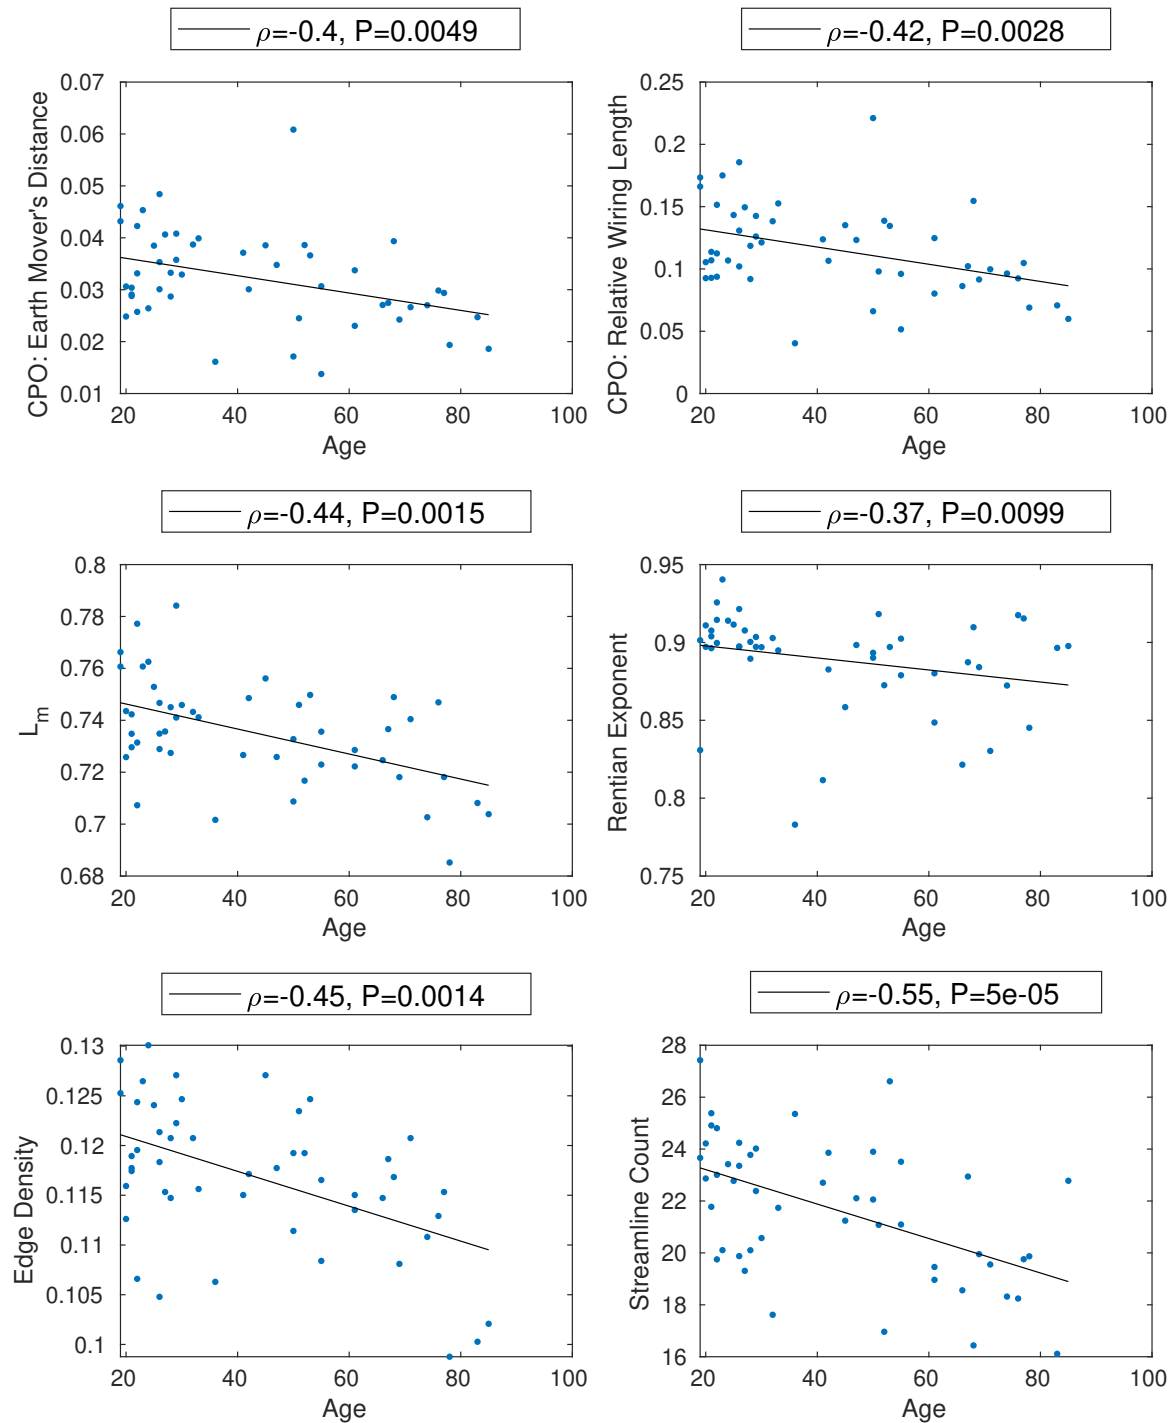 ρ=-0.4, P=0.0049
CPO: Earth Mover's Distance
0.07
0.06
0.05
0.04
0.03
0.02
0.01
20 40 60 80 100
Age
ρ=-0.42, P=0.0028
CPO: Relative Wiring Length
0.25
0.2
0.15
0.1
0.05
0
20 40 60 80 100
Age
ρ=-0.44, P=0.0015
L_m
0.8
0.78
0.76
0.74
0.72
0.7
0.68
20 40 60 80 100
Age
ρ=-0.37, P=0.0099
Rentian Exponent
0.95
0.9
0.85
0.8
0.75
20 40 60 80 100
Age
ρ=-0.45, P=0.0014
Edge Density
0.13
0.125
0.12
0.115
0.11
0.105
0.1
20 40 60 80 100
Age
ρ=-0.55, P=5e-05
Streamline Count
28
26
24
22
20
18
16
20 40 60 80 100
Age